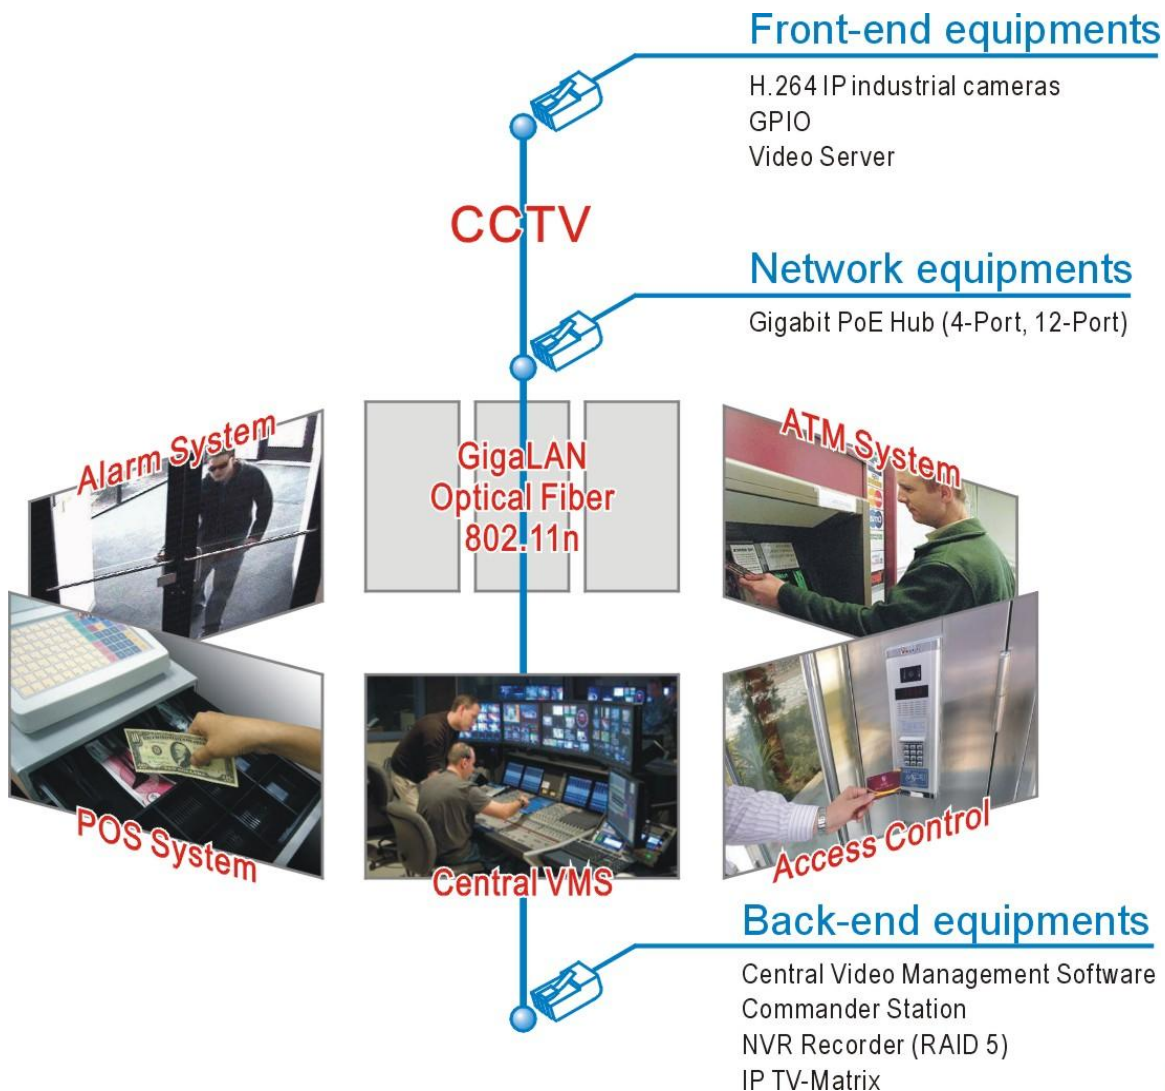 Front-end equipments
H.264 IP industrial cameras
GPIO
Video Server
CCTV
Network equipments
Gigabit PoE Hub (4-Port, 12-Port)
Alarm System
GigaLAN
Optical Fiber
802.11n
ATM System
POS System
Central VMS
Access Control
Back-end equipments
Central Video Management Software
Commander Station
NVR Recorder (RAID 5)
IP TV-Matrix